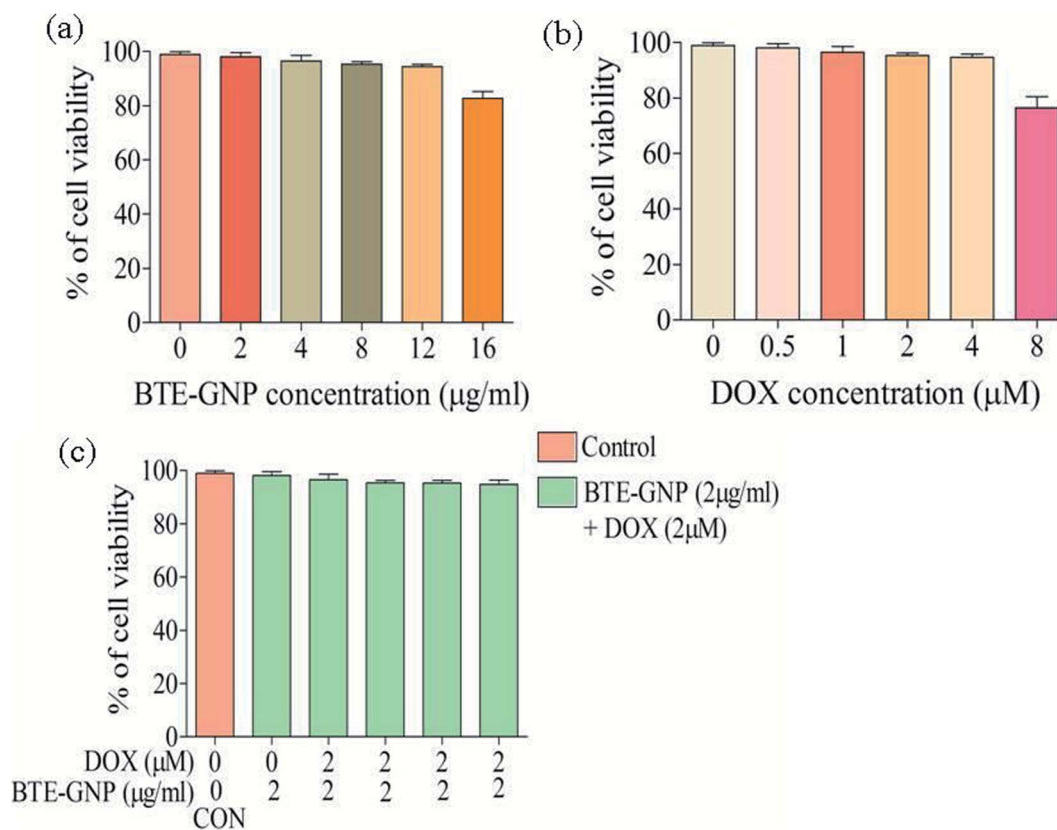 (a)
% of cell viability
100
80
60
40
20
0
0 2 4 8 12 16
BTE-GNP concentration (μg/ml)
(b)
% of cell viability
100
80
60
40
20
0
0 0.5 1 2 4 8
DOX concentration (μM)
(c)
% of cell viability
100
80
60
40
20
0
DOX (μM) 0 0 2 2 2 2
BTE-GNP (μg/ml) 0 2 2 2 2 2
CON
Control
BTE-GNP (2μg/ml)
+ DOX (2μM)